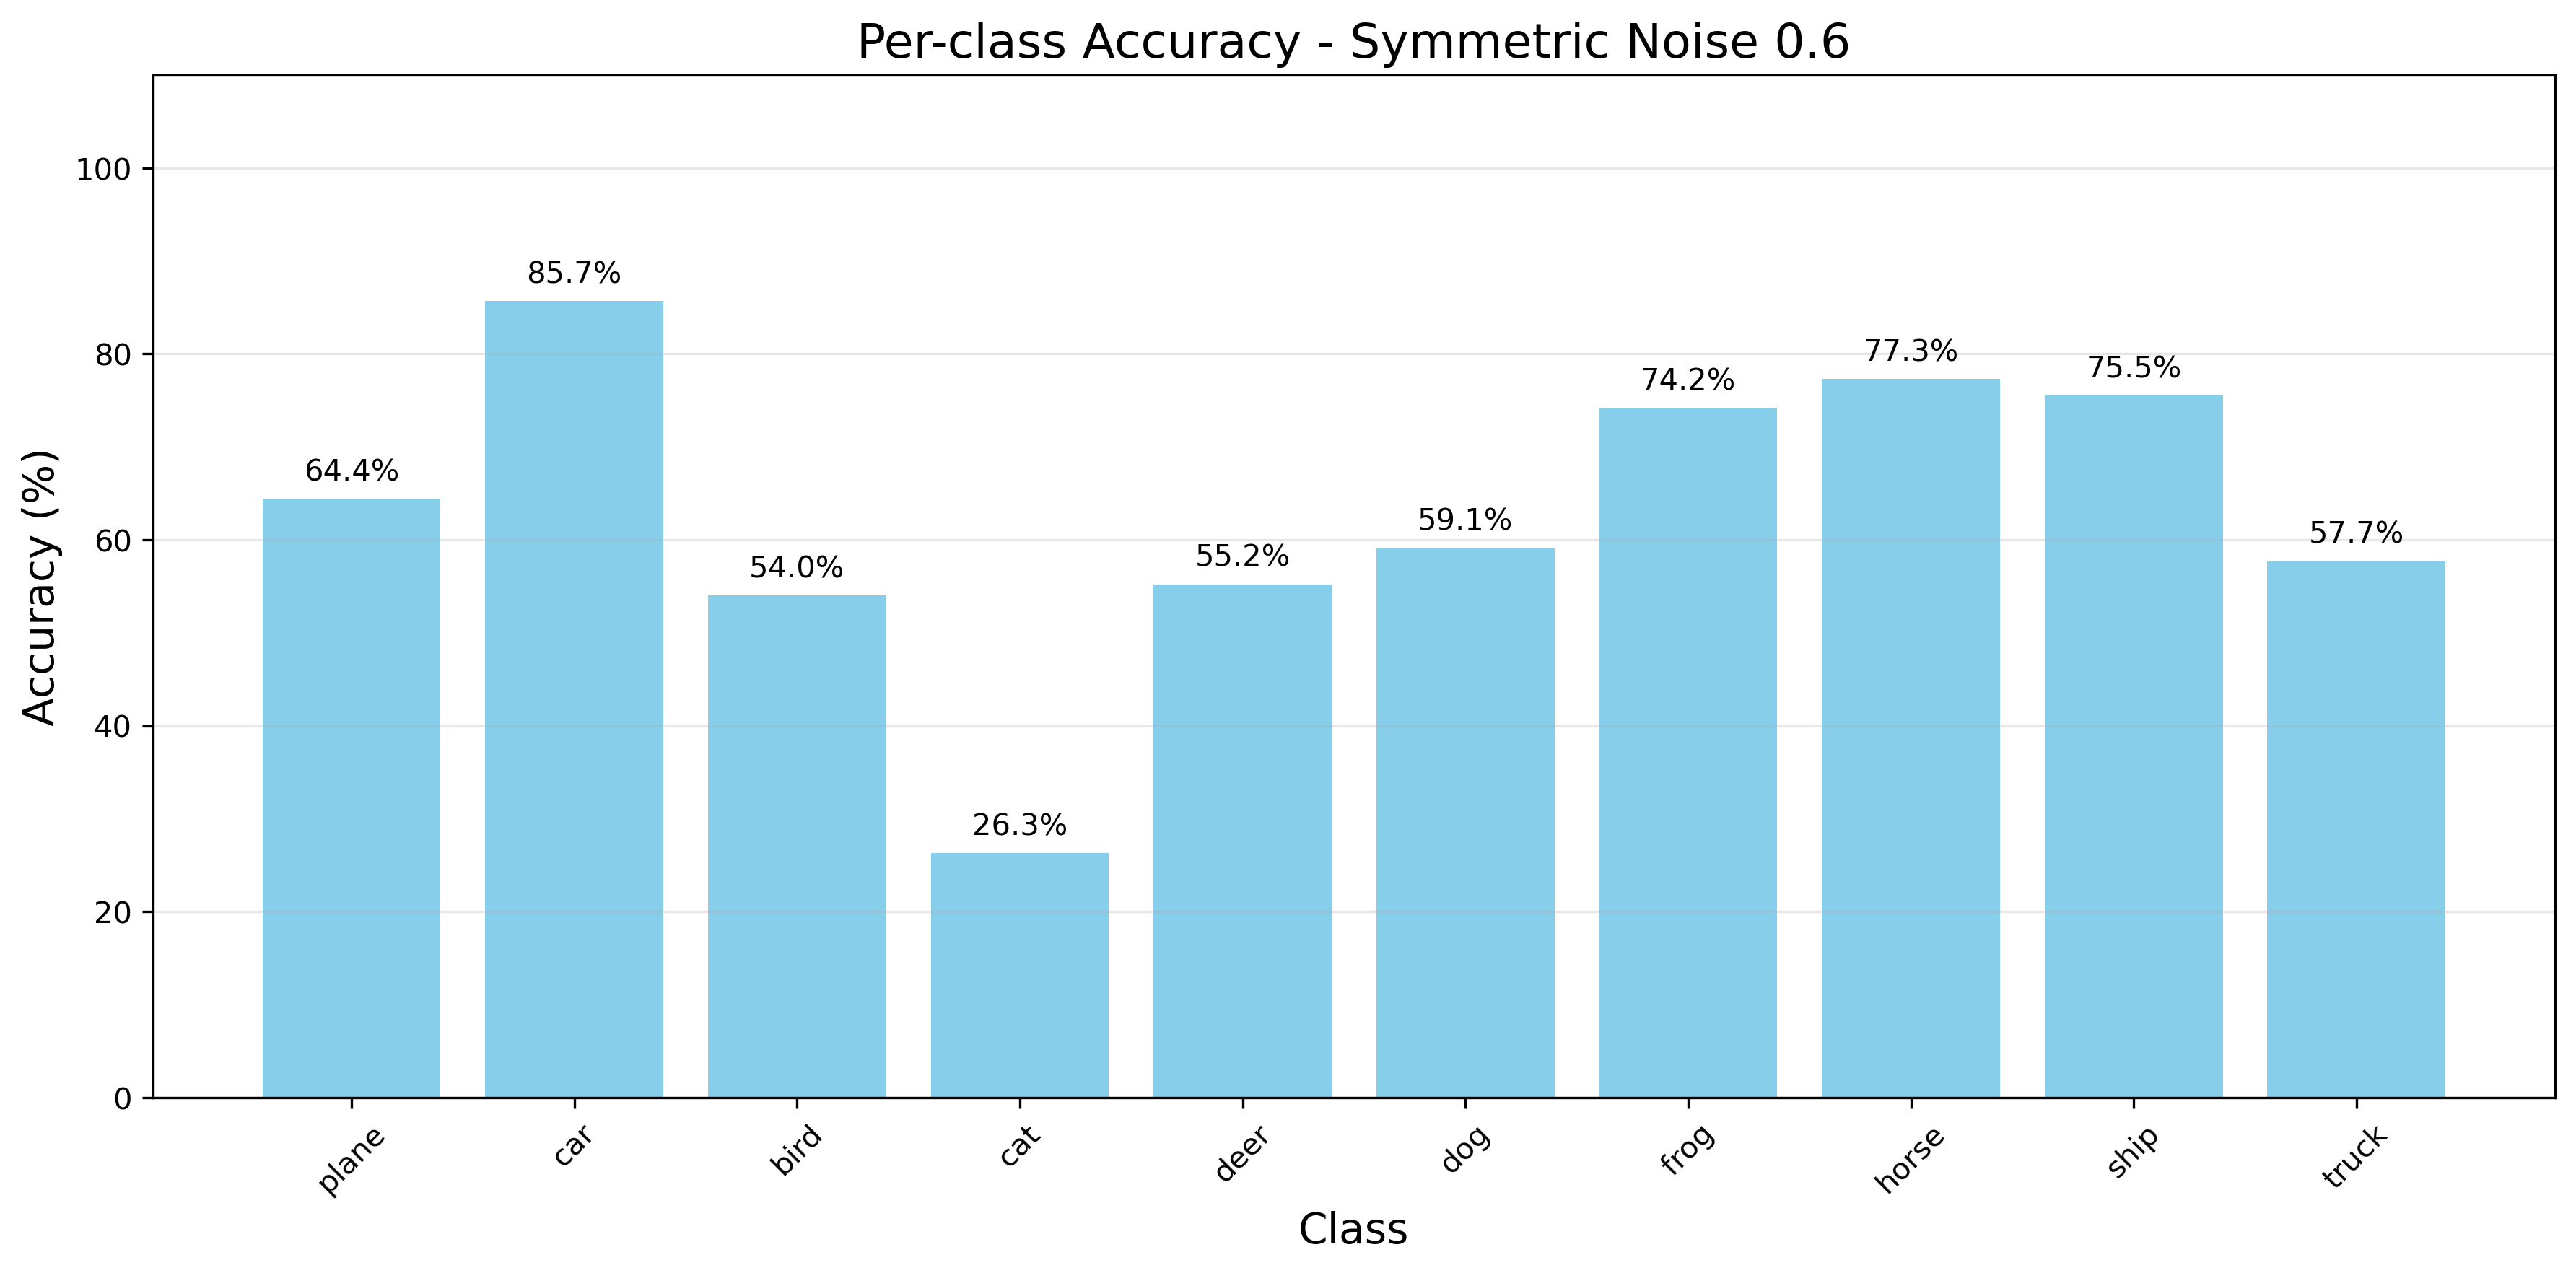 Per-class Accuracy - Symmetric Noise 0.6
Accuracy (%)
100
80
60
40
20
0
64.4%
85.7%
54.0%
26.3%
55.2%
59.1%
74.2%
77.3%
75.5%
57.7%
plane
car
bird
cat
deer
dog
frog
horse
ship
truck
Class